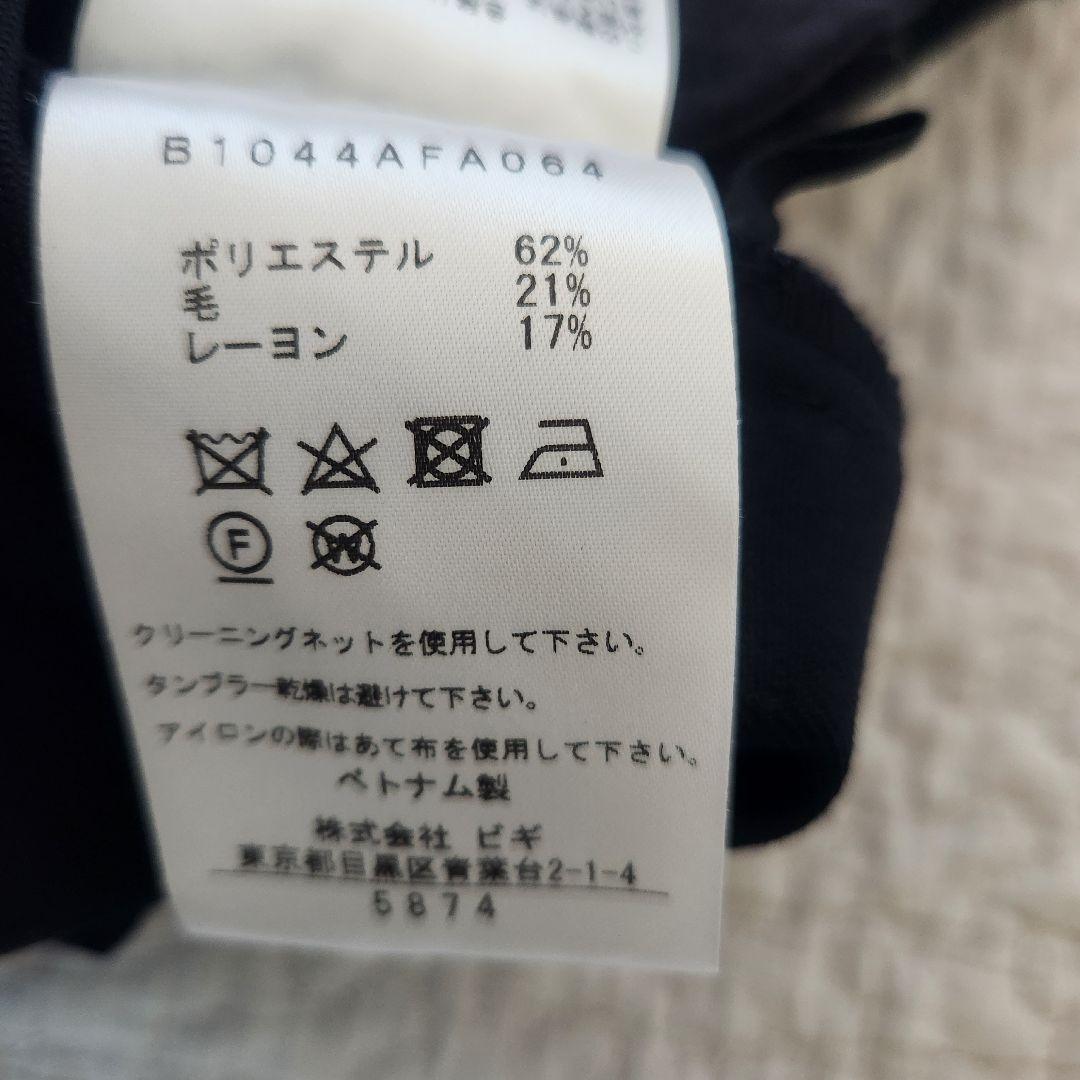 B1044AFA064
ポリエステル 62%
毛 21%
レーヨン 17%
F
W
クリーニングネットを使用して下さい。
タンブラー乾燥は避けて下さい。
アイロンの際はあて布を使用して下さい。
ベトナム製
株式会社 ビギ
東京都目黒区青葉台2-1-4
5874